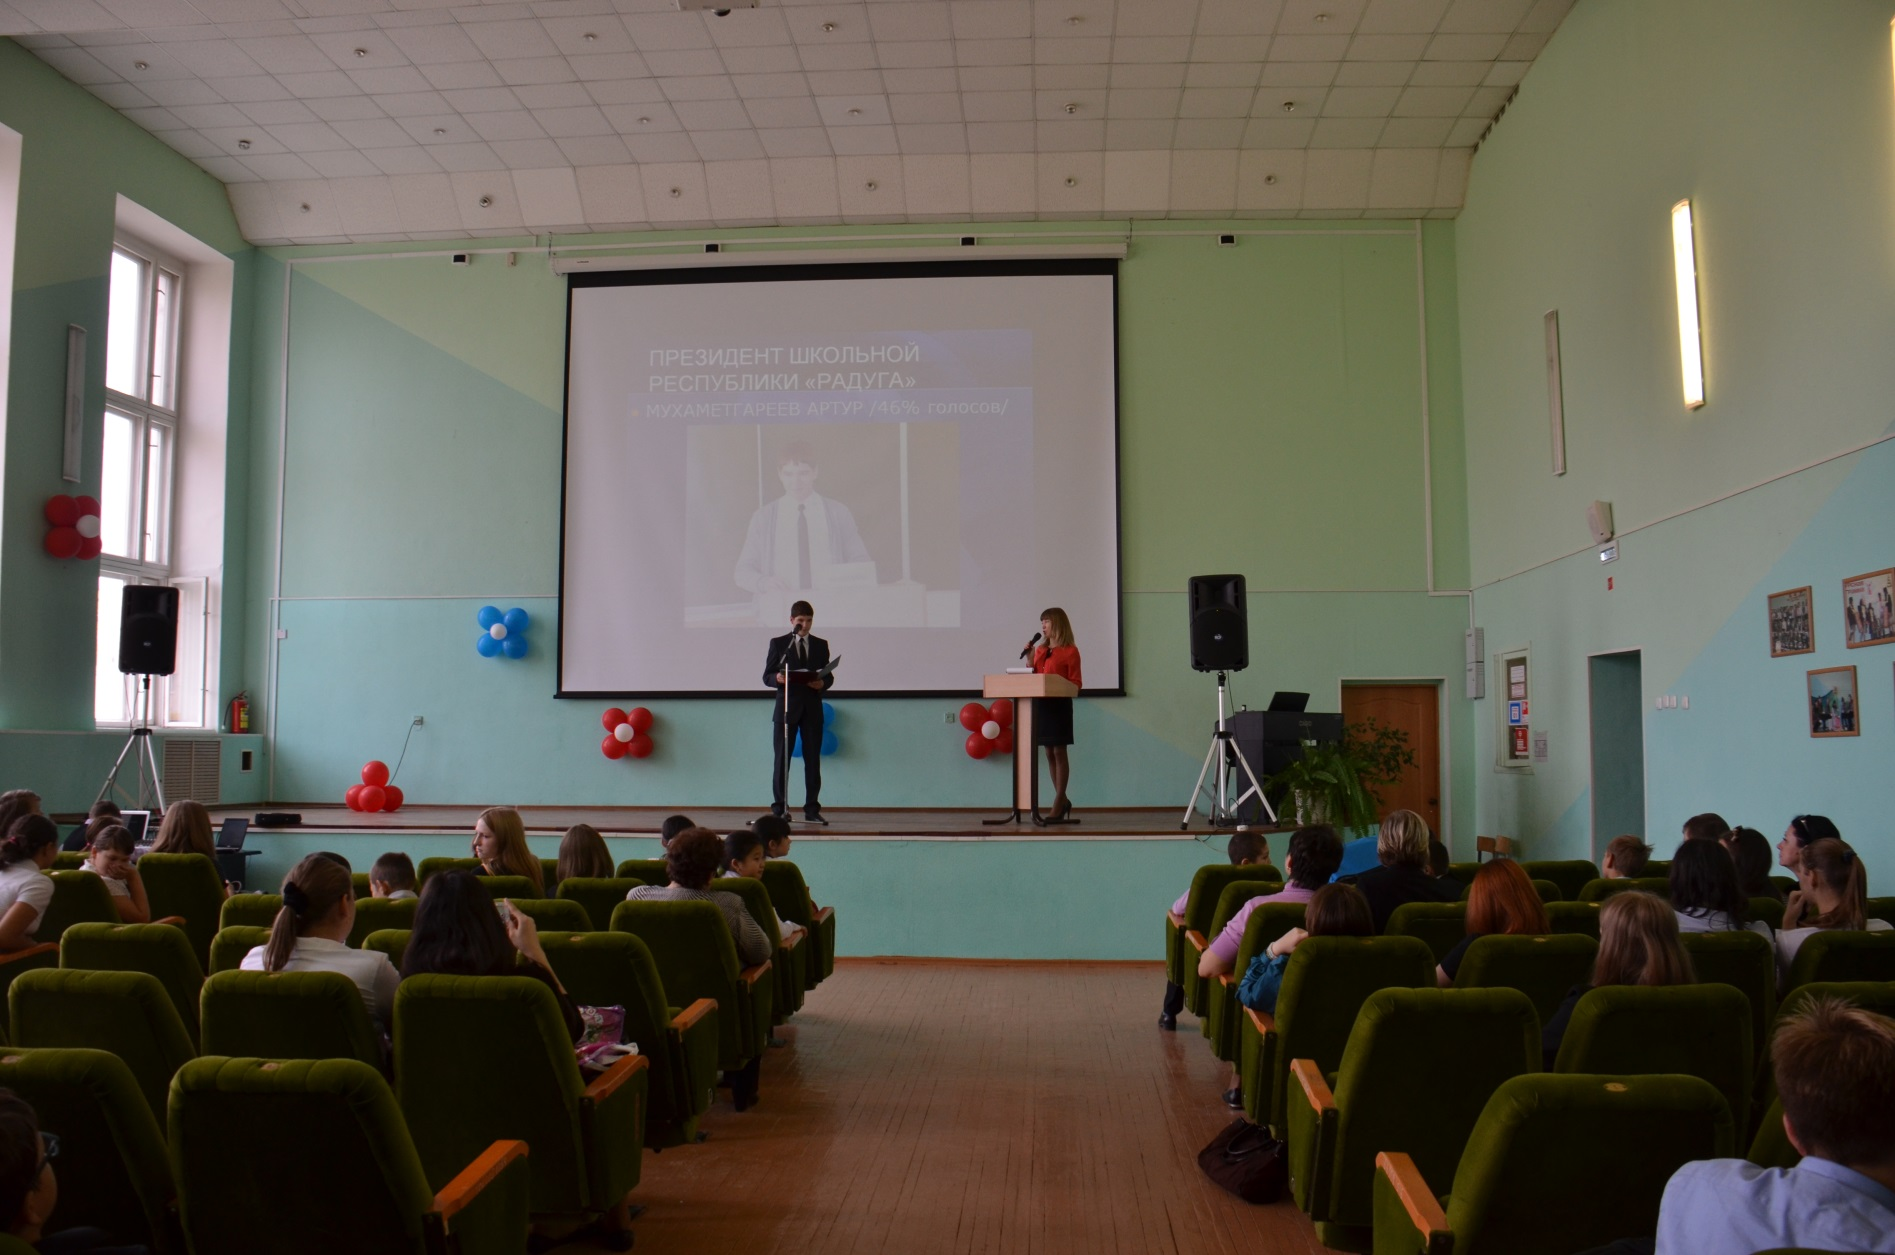 ПРЕЗИДЕНТ ШКОЛЬНОЙ
РЕСПУБЛИКИ «РАДУГА»
МУХАМЕТГАРЕЕВ АРТУР /46% голосов/